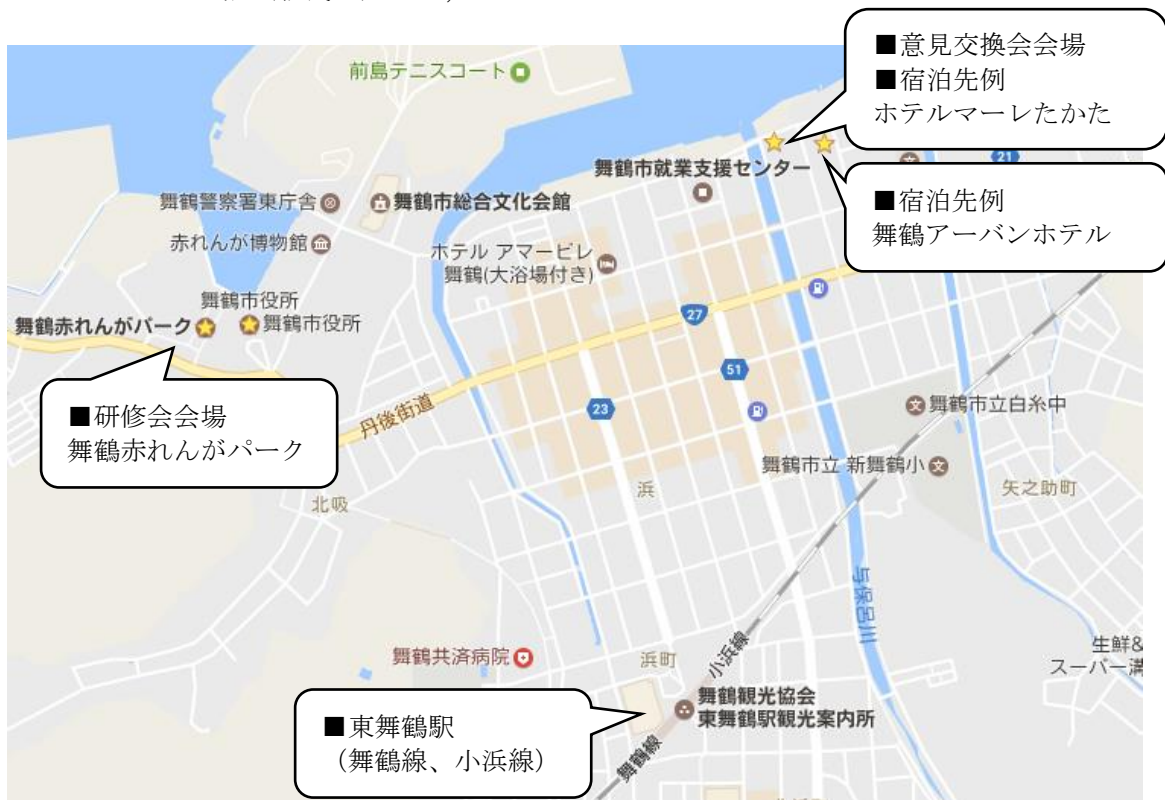 ■意見交換会会場
■宿泊先例
ホテルマーレたかた
前島テニスコート
舞鶴市就業支援センター
21
■宿泊先例
舞鶴アーバンホテル
舞鶴警察署東庁舎
舞鶴市総合文化会館
赤れんが博物館
ホテル アマービレ
舞鶴(大浴場付き)
舞鶴市役所
舞鶴赤れんがパーク
舞鶴市役所
27
51
23
■研修会会場
舞鶴赤れんがパーク
丹後街道
舞鶴市立白糸中
舞鶴市立 新舞鶴小
矢之助町
北吸
浜
与保呂川
舞鶴共済病院
浜町
小浜線
生鮮&
スーパー満
舞鶴観光協会
東舞鶴駅観光案内所
■東舞鶴駅
（舞鶴線、小浜線）
舞鶴線